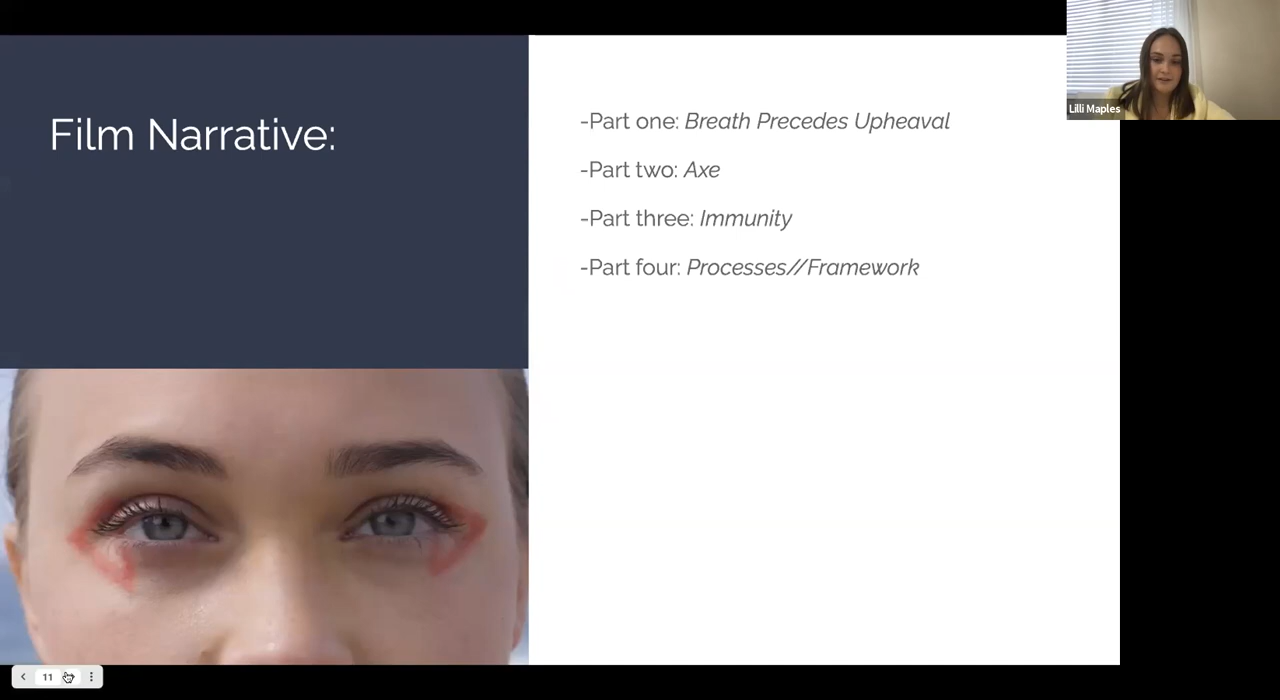 Film Narrative:
-Part one: Breath Precedes Upheaval
-Part two: Axe
-Part three: Immunity
-Part four: Processes//Framework
Lilli Maples
11